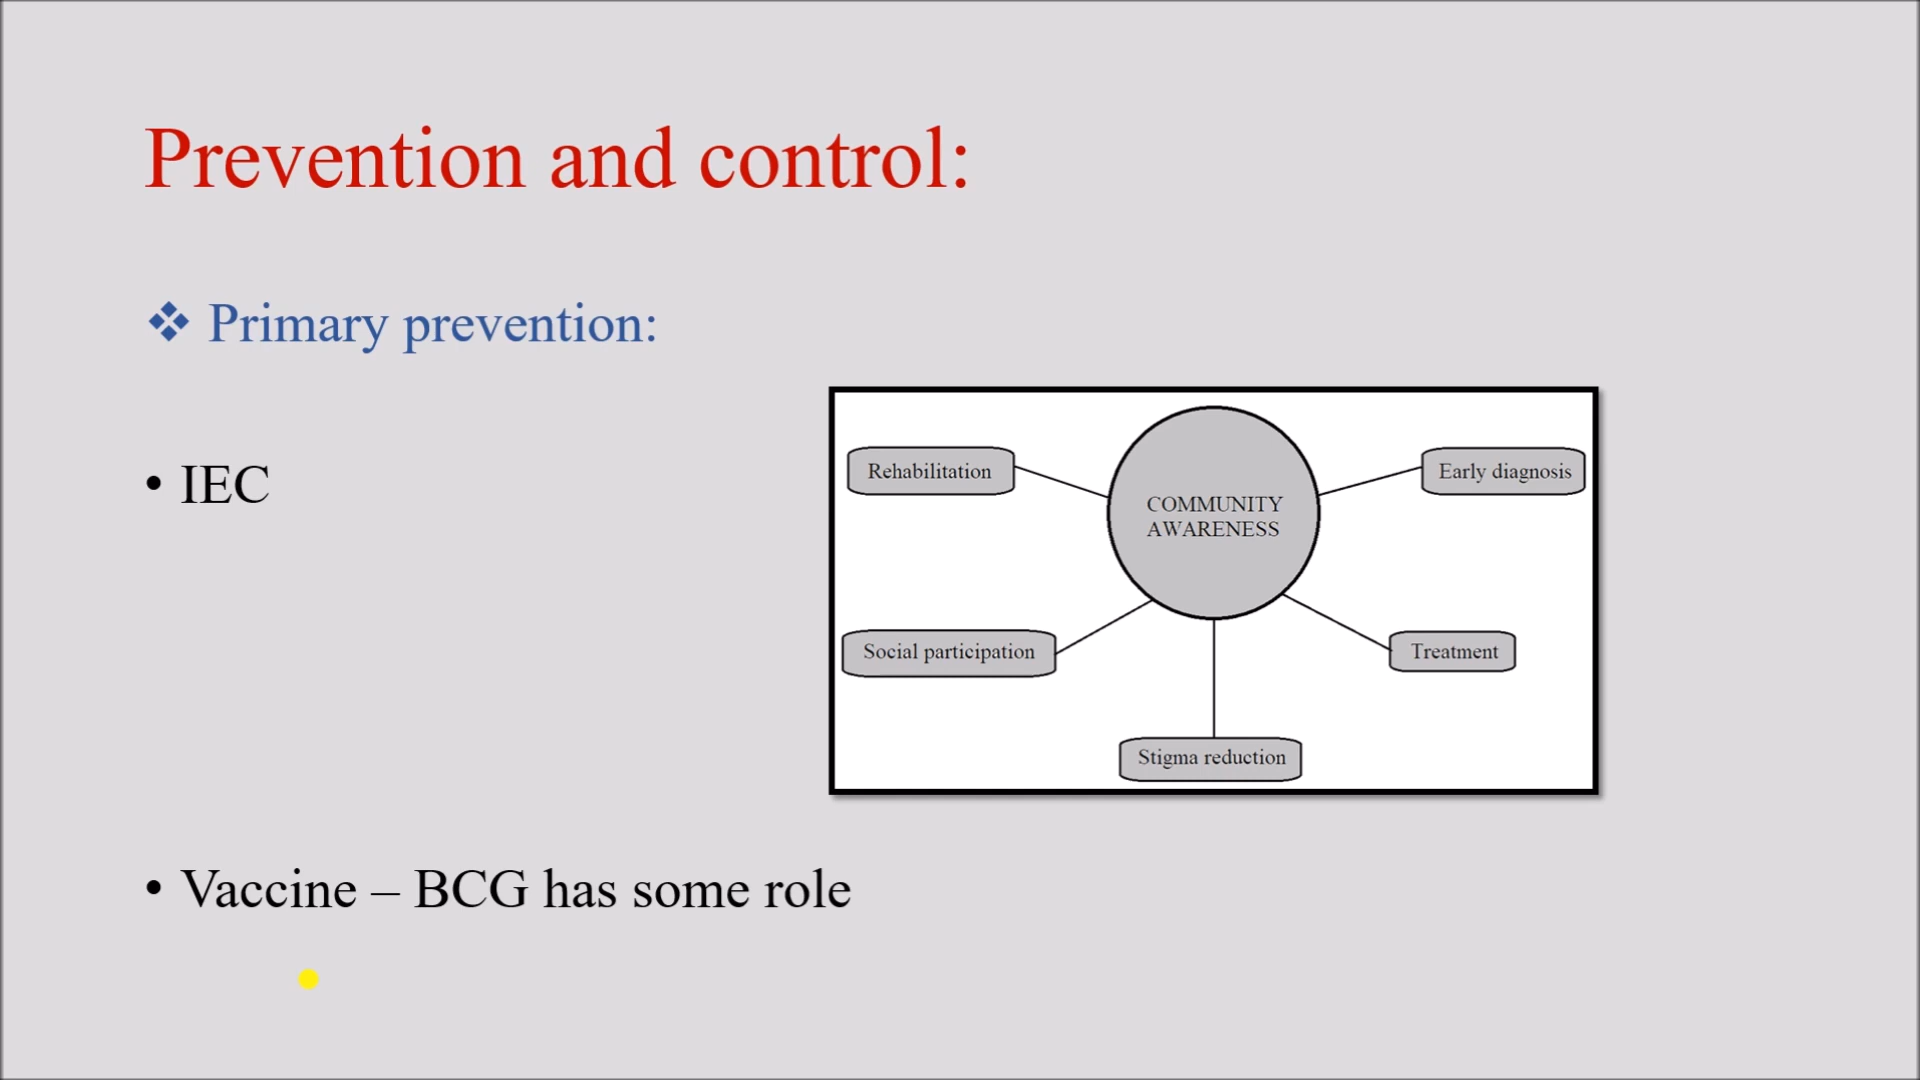 Prevention and control:
❖ Primary prevention:
• IEC
Rehabilitation
COMMUNITY
AWARENESS
Early diagnosis
Social participation
Treatment
Stigma reduction
• Vaccine – BCG has some role